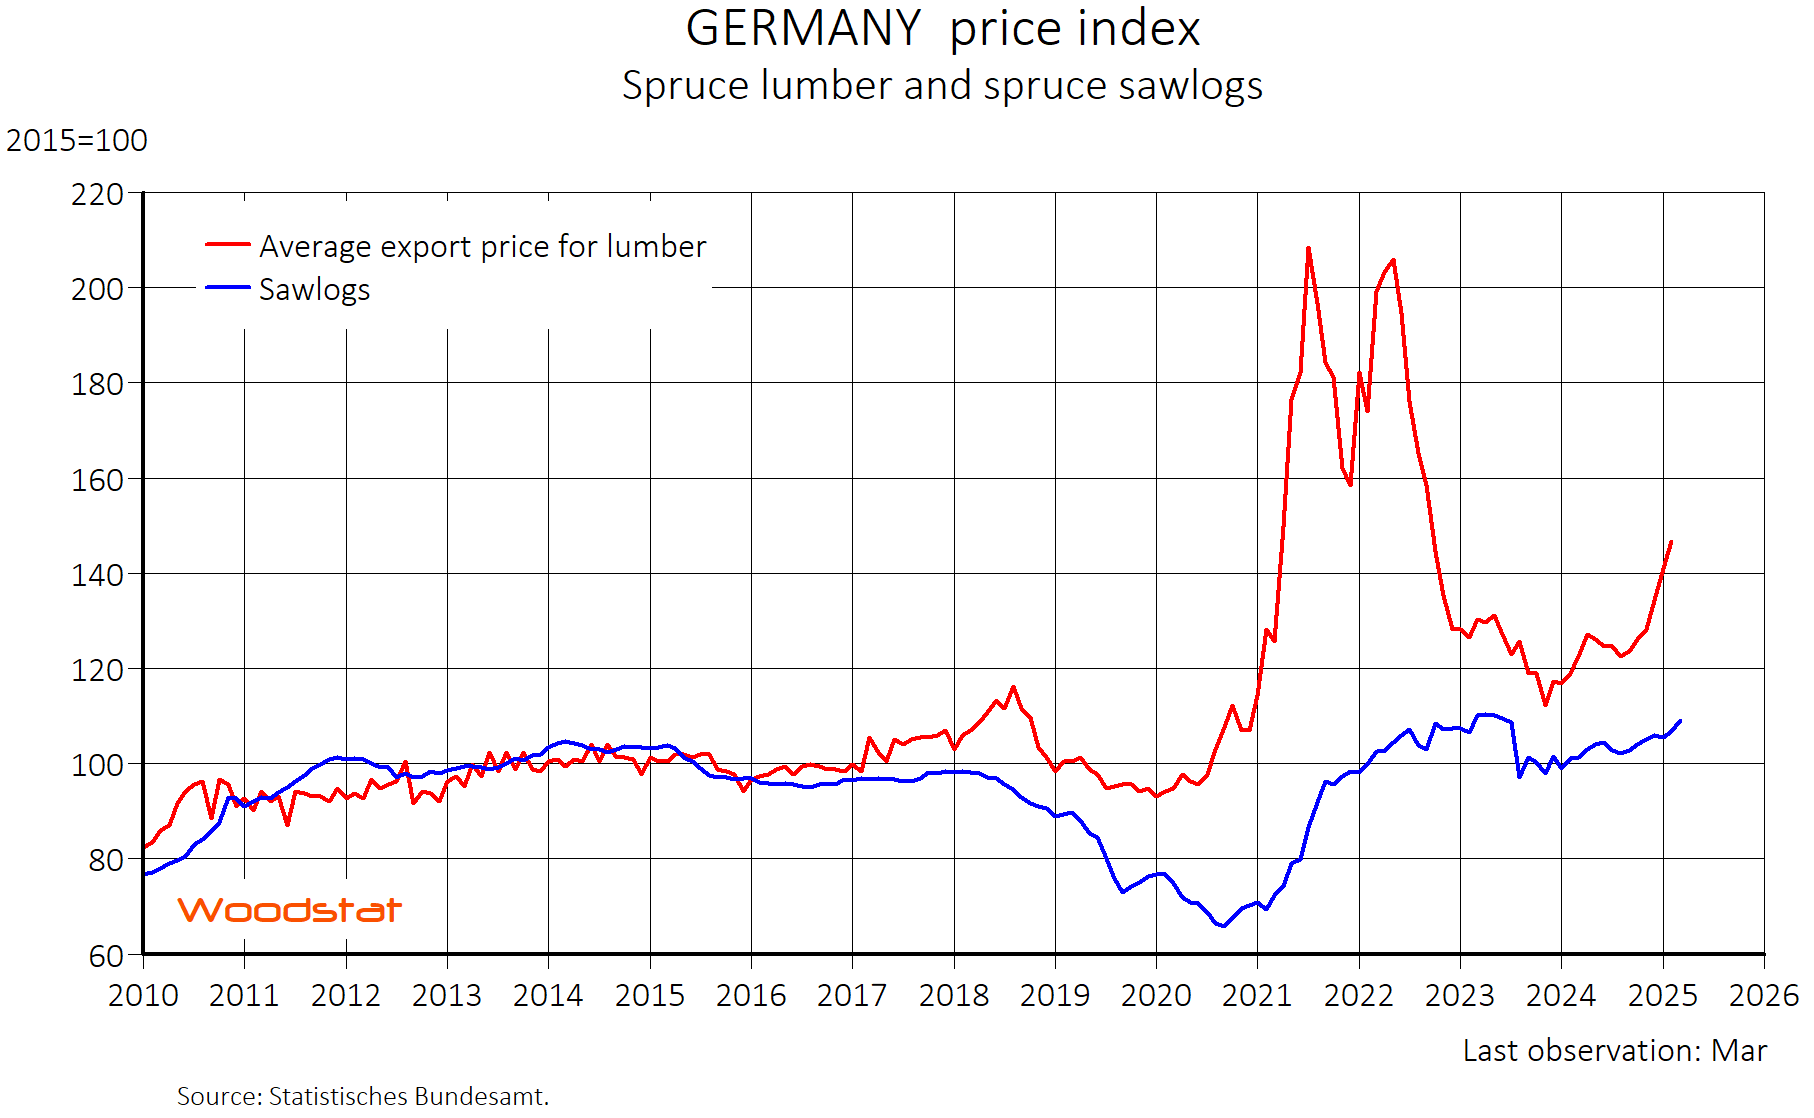 GERMANY price index
Spruce lumber and spruce sawlogs
2015=100
220
200
180
160
140
120
100
80
60
Average export price for lumber
Sawlogs
Woodstat
2010 2011 2012 2013 2014 2015 2016 2017 2018 2019 2020 2021 2022 2023 2024 2025 2026
Last observation: Mar
Source: Statistisches Bundesamt.